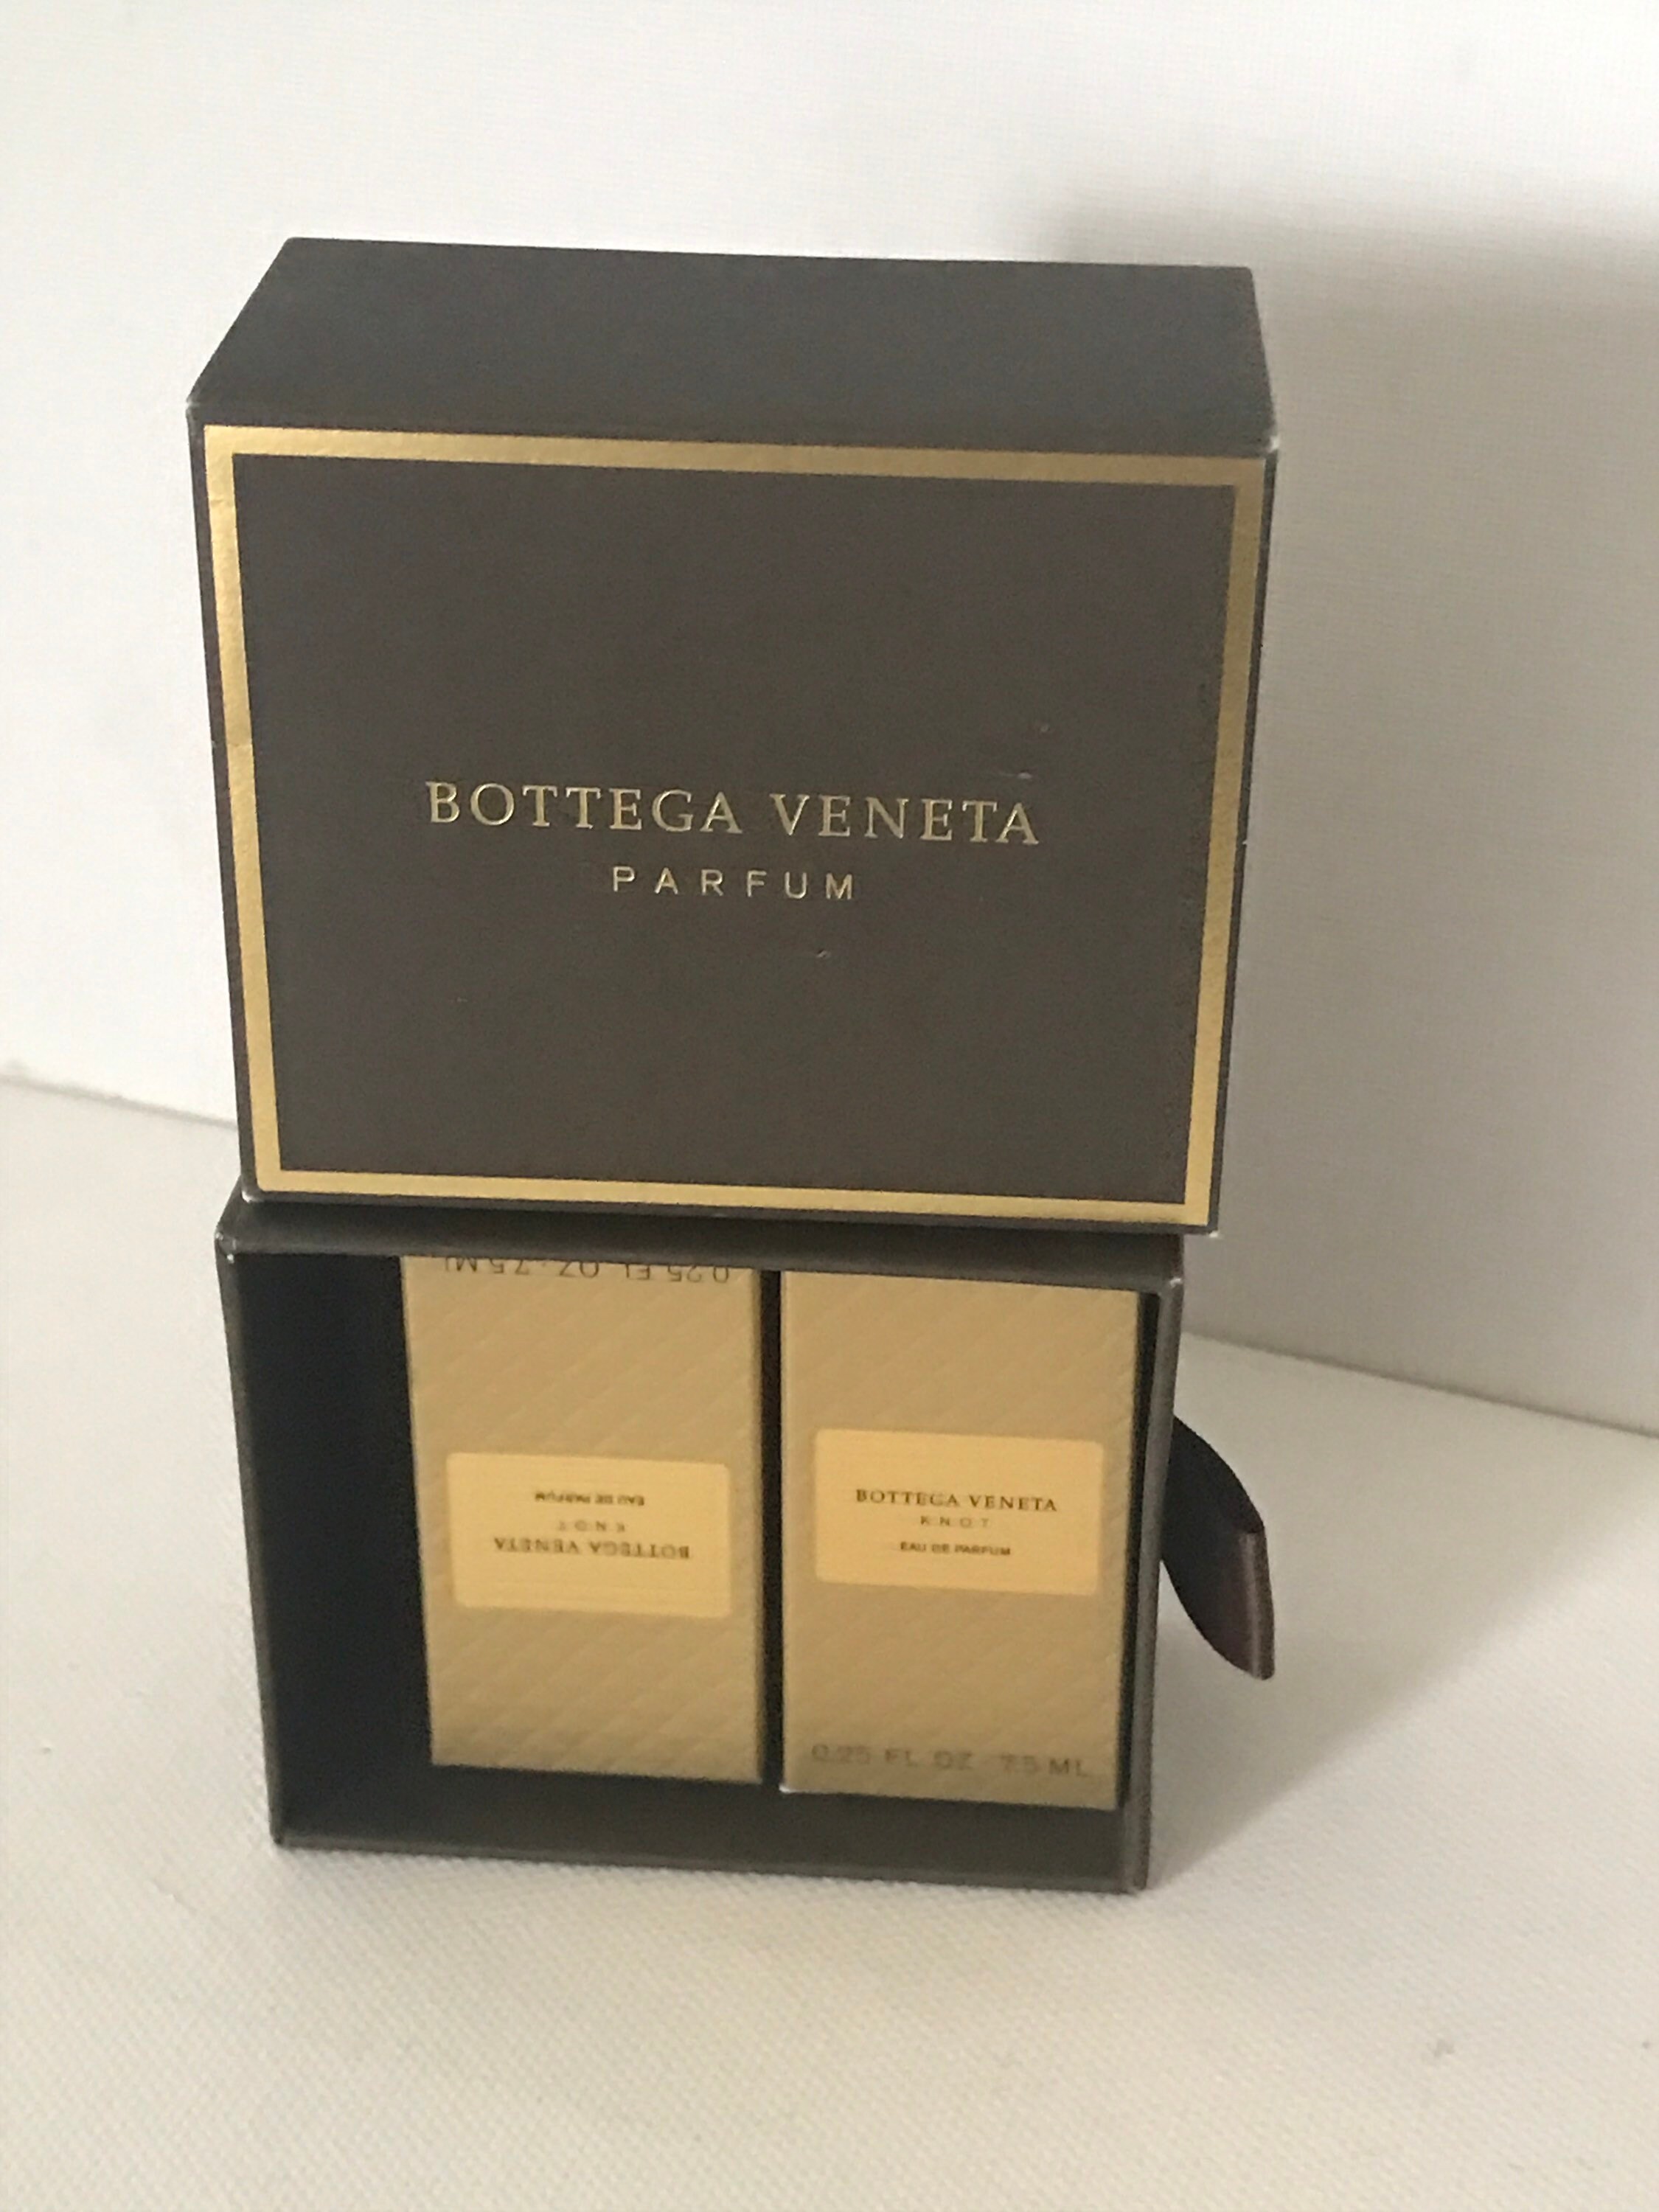 BOTTEGA VENETA
PARFUM
0.25 FL OZ · 7.5 ML
BOTTEGA VENETA
KNOT
EAU DE PARFUM
BOTTEGA VENETA
KNOT
EAU DE PARFUM
0.25 FL OZ · 7.5 ML